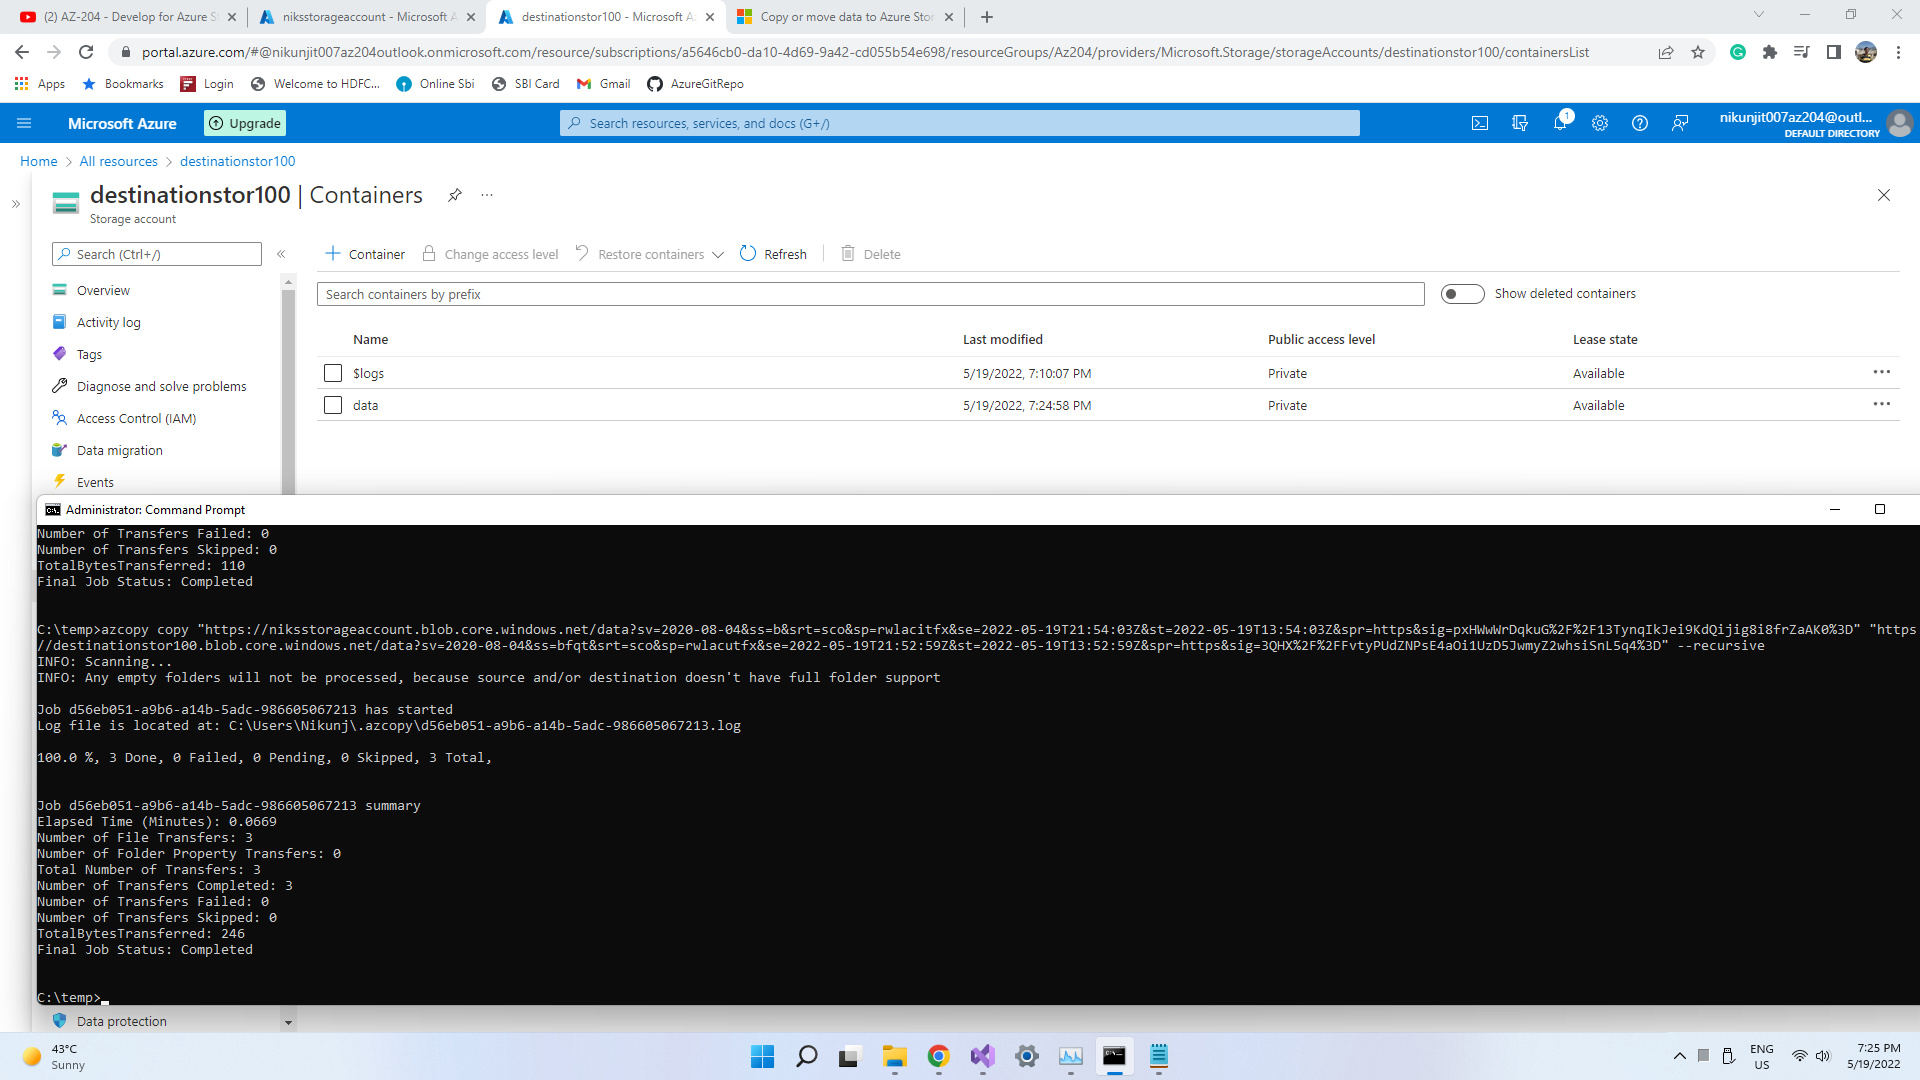 (2) AZ-204 - Develop for Azure S
niksstorageaccount - Microsoft A
destinationstor100 - Microsoft A
Copy or move data to Azure Stor
portal.azure.com/#@nikunjit007az204outlook.onmicrosoft.com/resource/subscriptions/a5646cb0-da10-4d69-9a42-cd055b54e698/resourceGroups/Az204/providers/Microsoft.Storage/storageAccounts/destinationstor100/containersList
Apps
Bookmarks
Login
Welcome to HDFC...
Online Sbi
SBI Card
Gmail
AzureGitRepo
Microsoft Azure
Upgrade
Search resources, services, and docs (G+/)
1
nikunjit007az204@outl...
DEFAULT DIRECTORY
Home > All resources > destinationstor100
destinationstor100 | Containers
Storage account
Search (Ctrl+/)
Container
Change access level
Restore containers
Refresh
Delete
Search containers by prefix
Show deleted containers
Overview
Activity log
Tags
Diagnose and solve problems
Access Control (IAM)
Data migration
Events
Name Last modified Public access level Lease state
$logs 5/19/2022, 7:10:07 PM Private Available
data 5/19/2022, 7:24:58 PM Private Available
Administrator: Command Prompt
Number of Transfers Failed: 0
Number of Transfers Skipped: 0
TotalBytesTransferred: 110
Final Job Status: Completed
C:\temp>azcopy copy "https://niksstorageaccount.blob.core.windows.net/data?sv=2020-08-04&ss=b&srt=sco&sp=rwlacitfx&se=2022-05-19T21:54:03Z&st=2022-05-19T13:54:03Z&spr=https&sig=pxHWwWrDqkuG%2F%2F13TynqIkJei9KdQijig8i8frZaAK0%3D" "https
//destinationstor100.blob.core.windows.net/data?sv=2020-08-04&ss=bfqt&srt=sco&sp=rwlacutfx&se=2022-05-19T21:52:59Z&st=2022-05-19T13:52:59Z&spr=https&sig=3QHX%2F%2FFvtyPUdZNPsE4aOi1UzD5JwmyZ2whsiSnL5q4%3D" --recursive
INFO: Scanning...
INFO: Any empty folders will not be processed, because source and/or destination doesn't have full folder support
Job d56eb051-a9b6-a14b-5adc-986605067213 has started
Log file is located at: C:\Users\Nikunj\.azcopy\d56eb051-a9b6-a14b-5adc-986605067213.log
100.0 %, 3 Done, 0 Failed, 0 Pending, 0 Skipped, 3 Total,
Job d56eb051-a9b6-a14b-5adc-986605067213 summary
Elapsed Time (Minutes): 0.0669
Number of File Transfers: 3
Number of Folder Property Transfers: 0
Total Number of Transfers: 3
Number of Transfers Completed: 3
Number of Transfers Failed: 0
Number of Transfers Skipped: 0
TotalBytesTransferred: 246
Final Job Status: Completed
C:\temp>
Data protection
43°C
Sunny
ENG
US
7:25 PM
5/19/2022